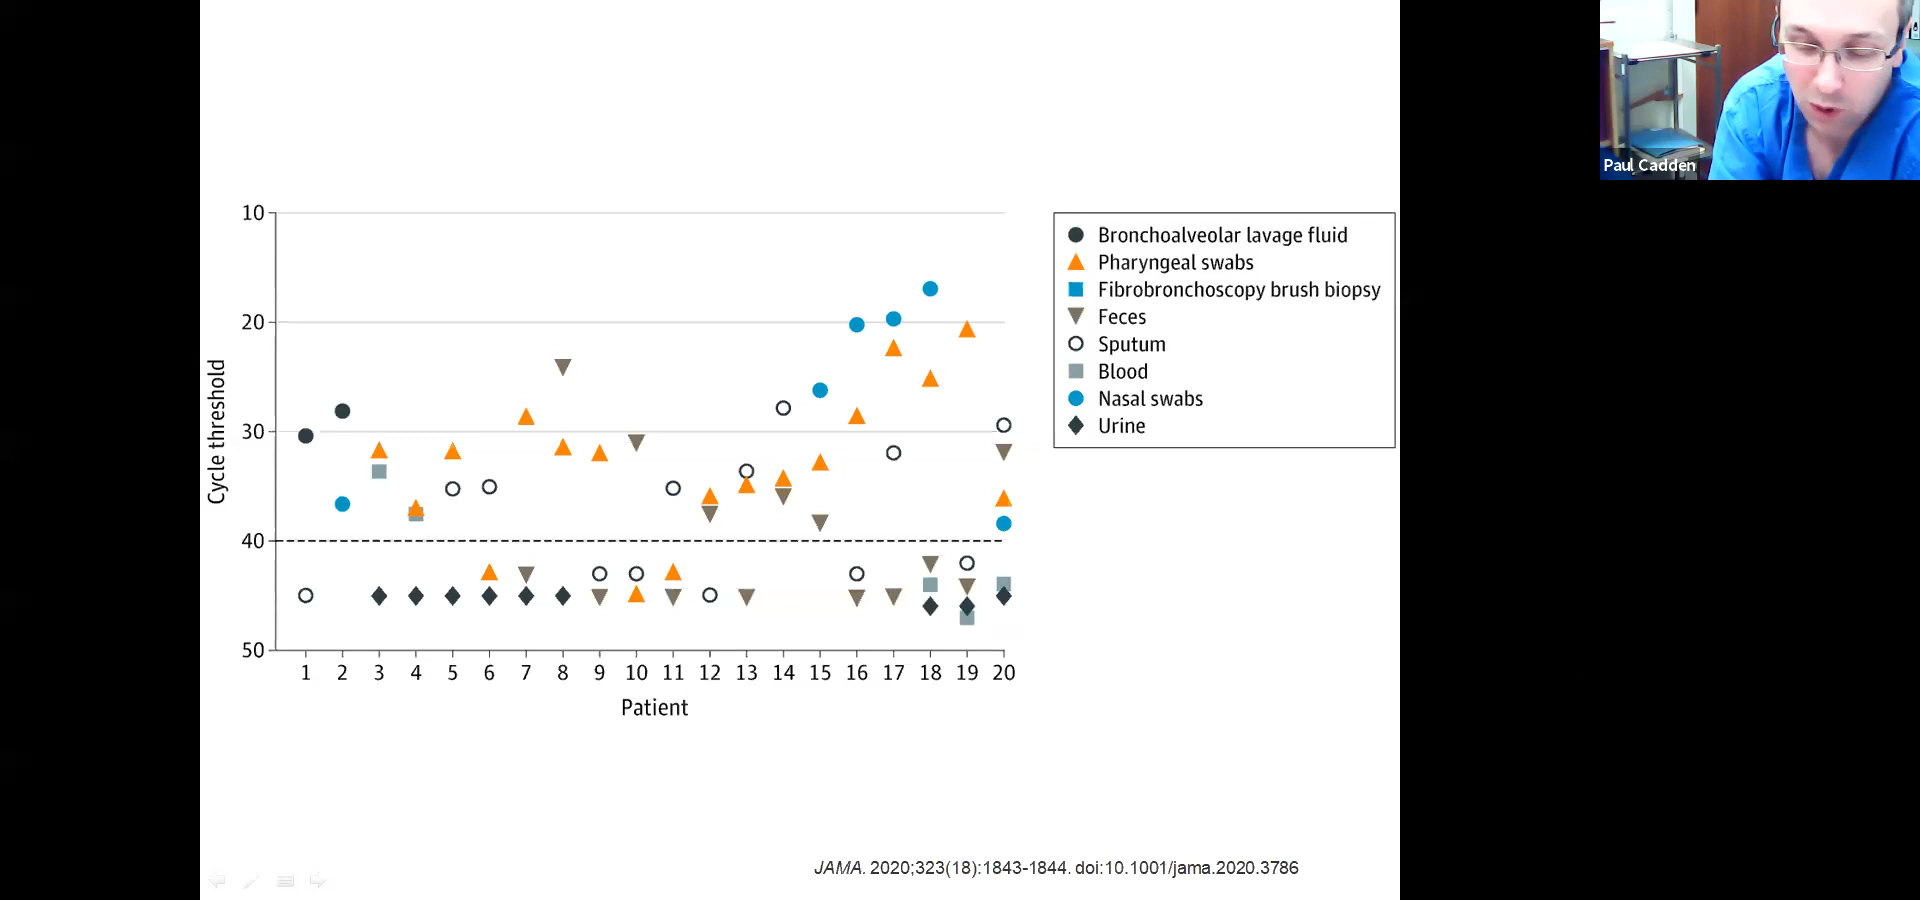 Paul Cadden
10
20
30
40
50
Cycle threshold
1 2 3 4 5 6 7 8 9 10 11 12 13 14 15 16 17 18 19 20
Patient
Bronchoalveolar lavage fluid
Pharyngeal swabs
Fibrobronchoscopy brush biopsy
Feces
Sputum
Blood
Nasal swabs
Urine
JAMA. 2020;323(18):1843-1844. doi:10.1001/jama.2020.3786